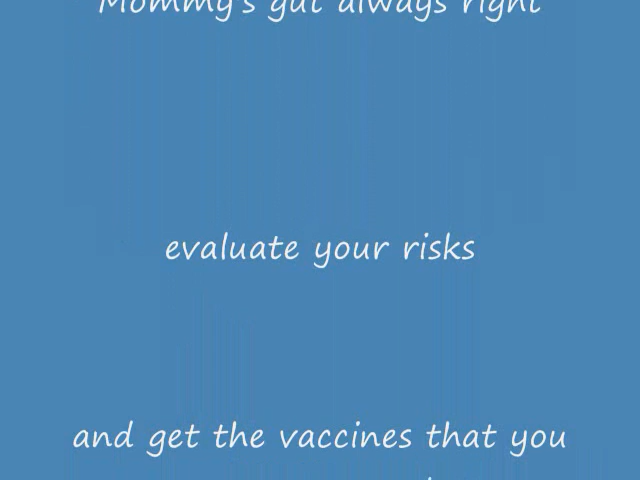 Mommy's gut always right
evaluate your risks
and get the vaccines that you